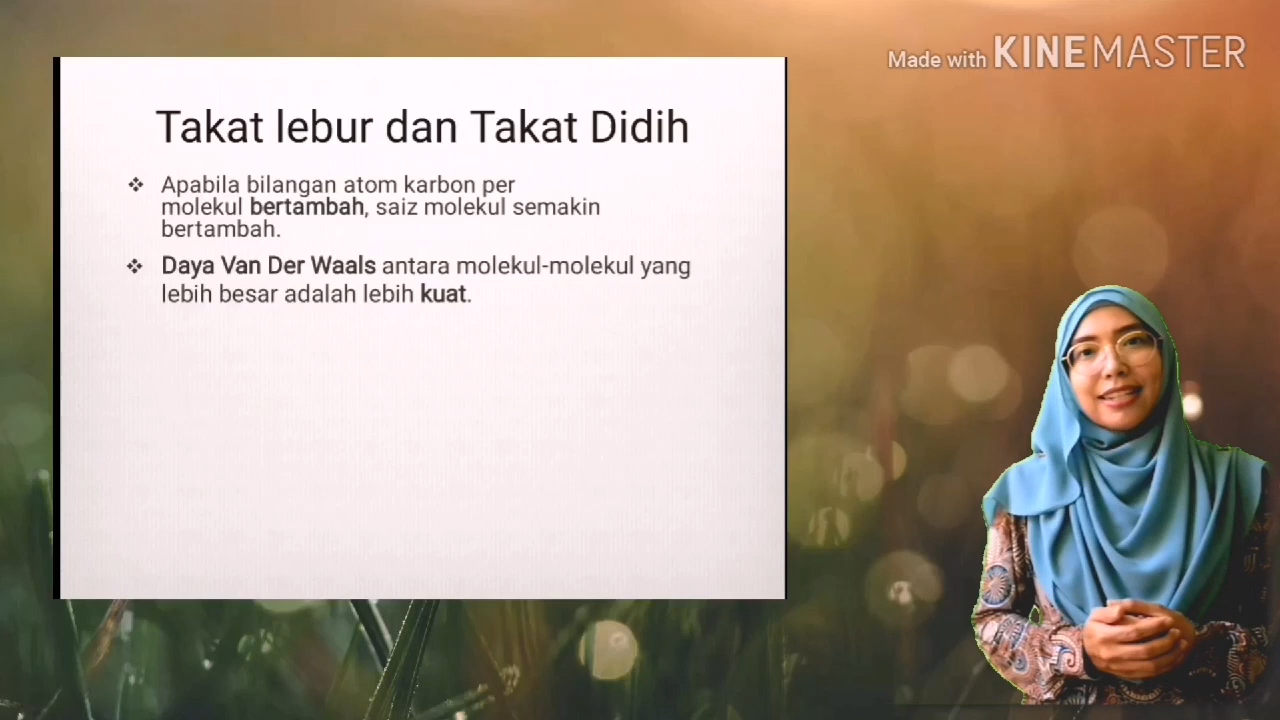 Made with KINEMASTER
Takat lebur dan Takat Didih
❖ Apabila bilangan atom karbon per
molekul bertambah, saiz molekul semakin
bertambah.
❖ Daya Van Der Waals antara molekul-molekul yang
lebih besar adalah lebih kuat.